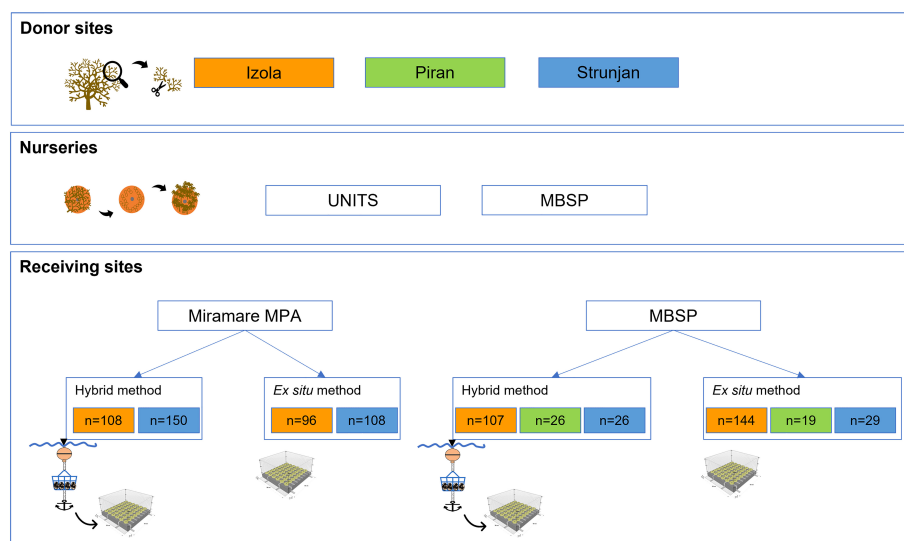 Donor sites
Izola
Piran
Strunjan
Nurseries
UNITS
MBSP
Receiving sites
Miramare MPA
MBSP
Hybrid method
n=108
n=150
Ex situ method
n=96
n=108
Hybrid method
n=107
n=26
n=26
Ex situ method
n=144
n=19
n=29